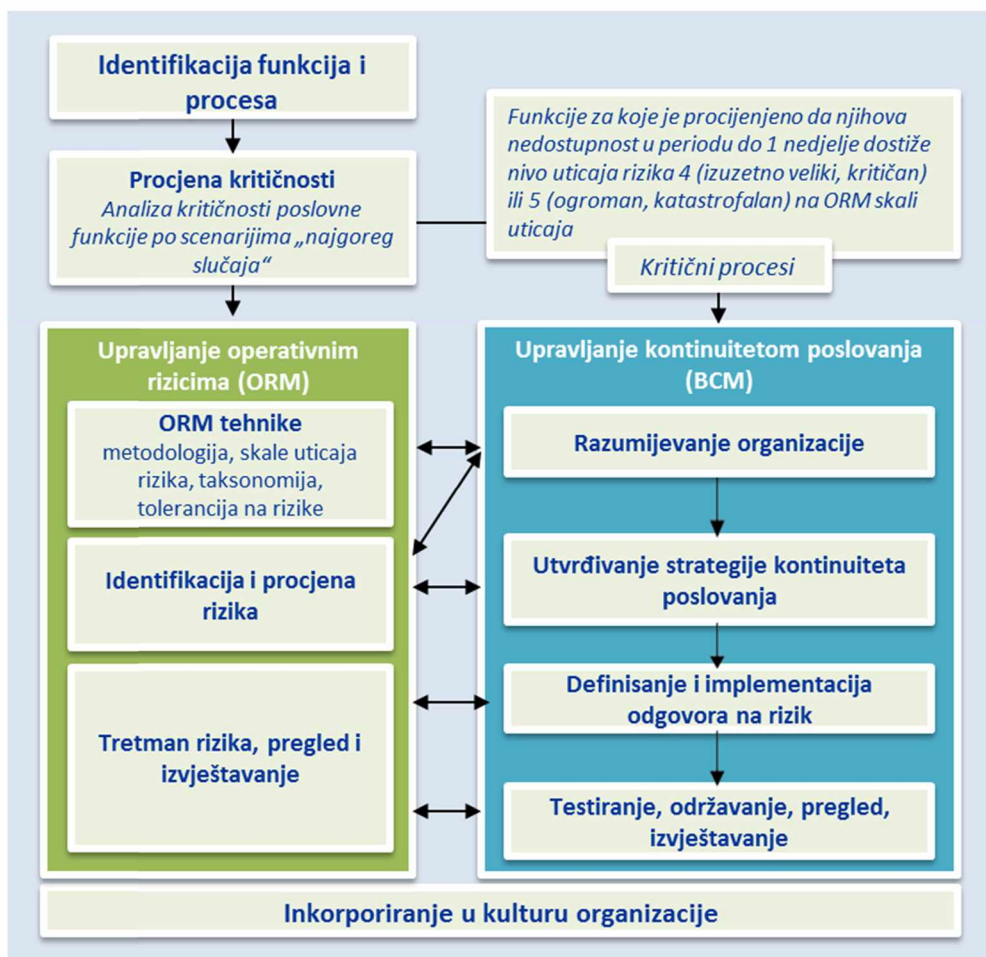 Identifikacija funkcija i
procesa
Procjena kritičnosti
Analiza kritičnosti poslovne
funkcije po scenarijima „najgoreg
slučaja“
Funkcije za koje je procijenjeno da njihova
nedostupnost u periodu do 1 nedjelje dostiže
nivo uticaja rizika 4 (izuzetno veliki, kritičan)
ili 5 (ogroman, katastrofalan) na ORM skali
uticaja
Kritični procesi
Upravljanje operativnim
rizicima (ORM)
ORM tehnike
metodologija, skale uticaja
rizika, taksonomija,
tolerancija na rizike
Identifikacija i procjena
rizika
Tretman rizika, pregled i
izvještavanje
Upravljanje kontinuitetom poslovanja
(BCM)
Razumijevanje organizacije
Utvrđivanje strategije kontinuiteta
poslovanja
Definisanje i implementacija
odgovora na rizik
Testiranje, održavanje, pregled,
izvještavanje
Inkorporiranje u kulturu organizacije